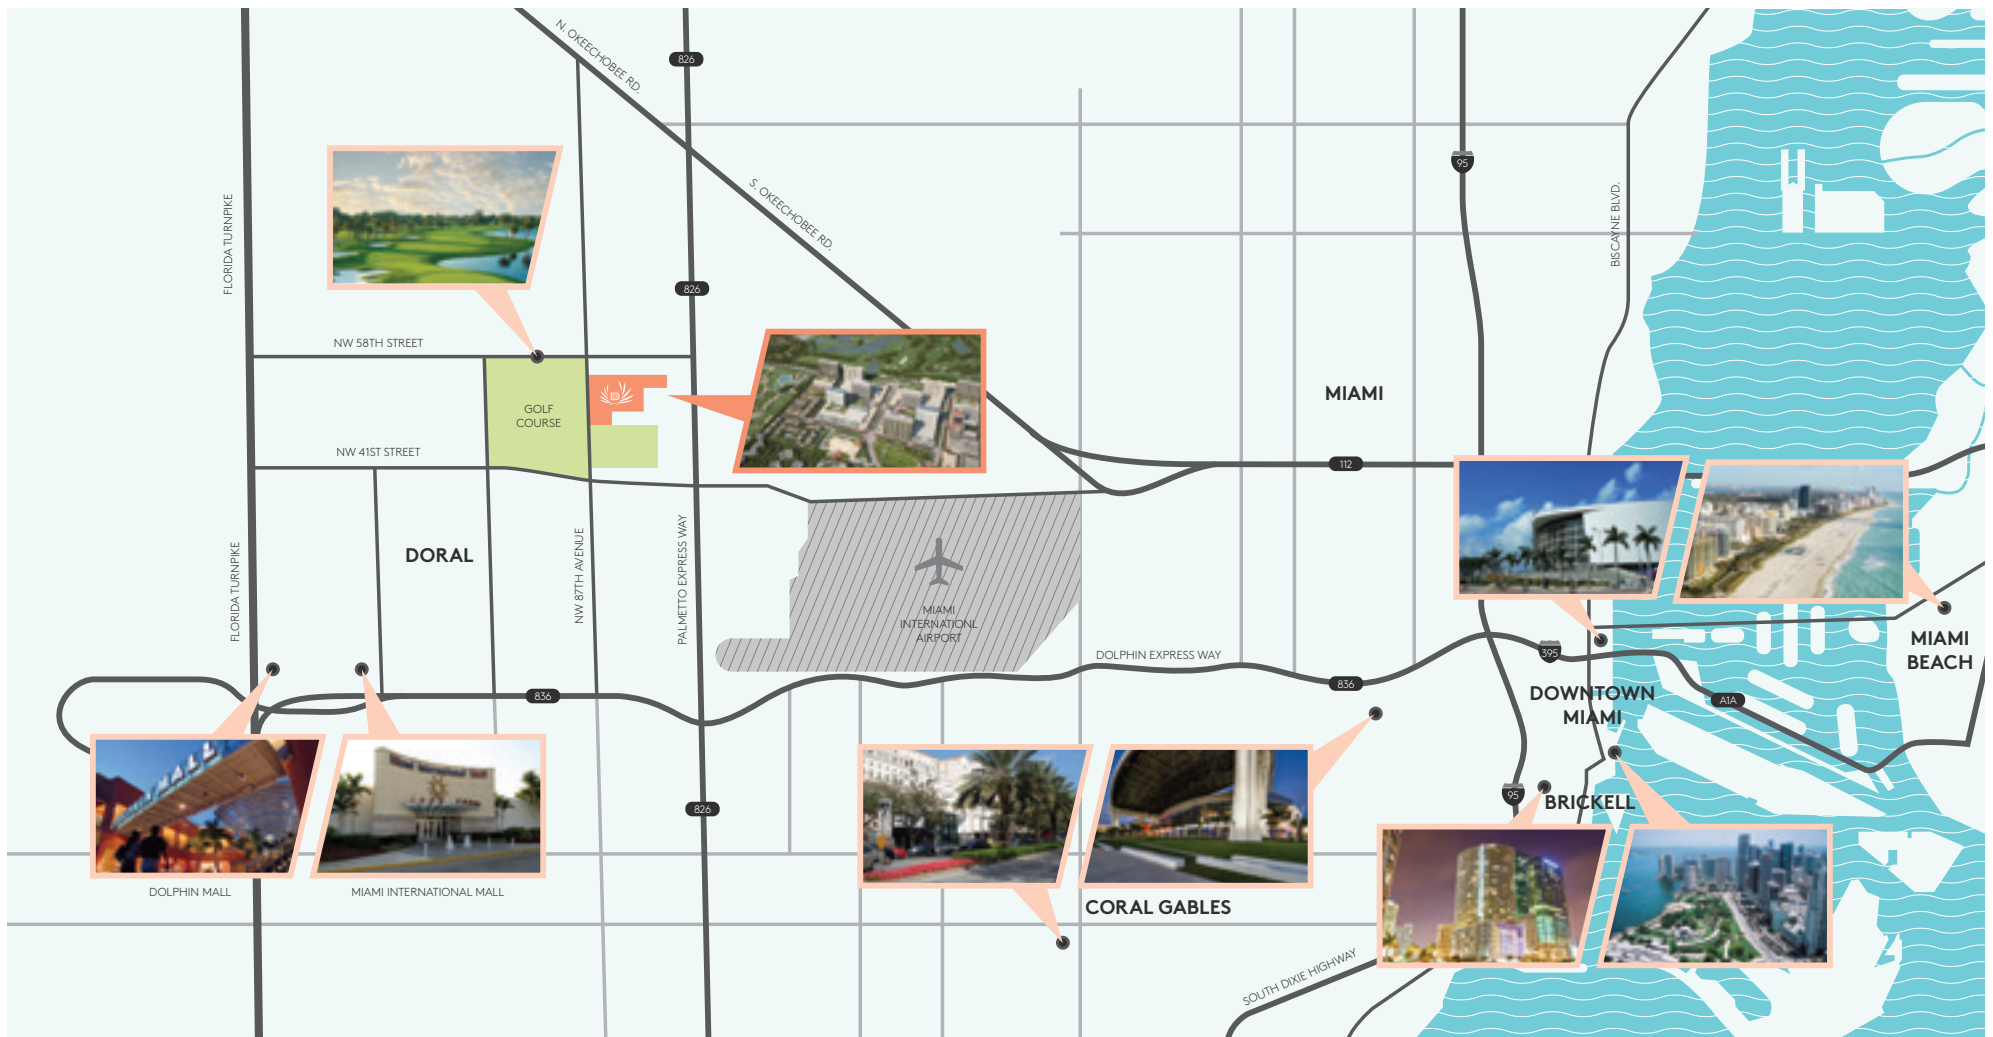 N. OKEECHOBEE RD.
826
95
S. OKEECHOBEE RD.
BISCAYNE BLVD.
FLORIDA TURNPIKE
826
NW 58TH STREET
GOLF
COURSE
MIAMI
NW 41ST STREET
112
DORAL
FLORIDA TURNPIKE
NW 87TH AVENUE
PALMETTO EXPRESS WAY
MIAMI
INTERNATIONL
AIRPORT
DOLPHIN EXPRESS WAY
395
MIAMI
BEACH
836
836
DOWNTOWN
MIAMI
A1A
MALL
826
95
BRICKELL
DOLPHIN MALL
MIAMI INTERNATIONAL MALL
CORAL GABLES
SOUTH DIXIE HIGHWAY